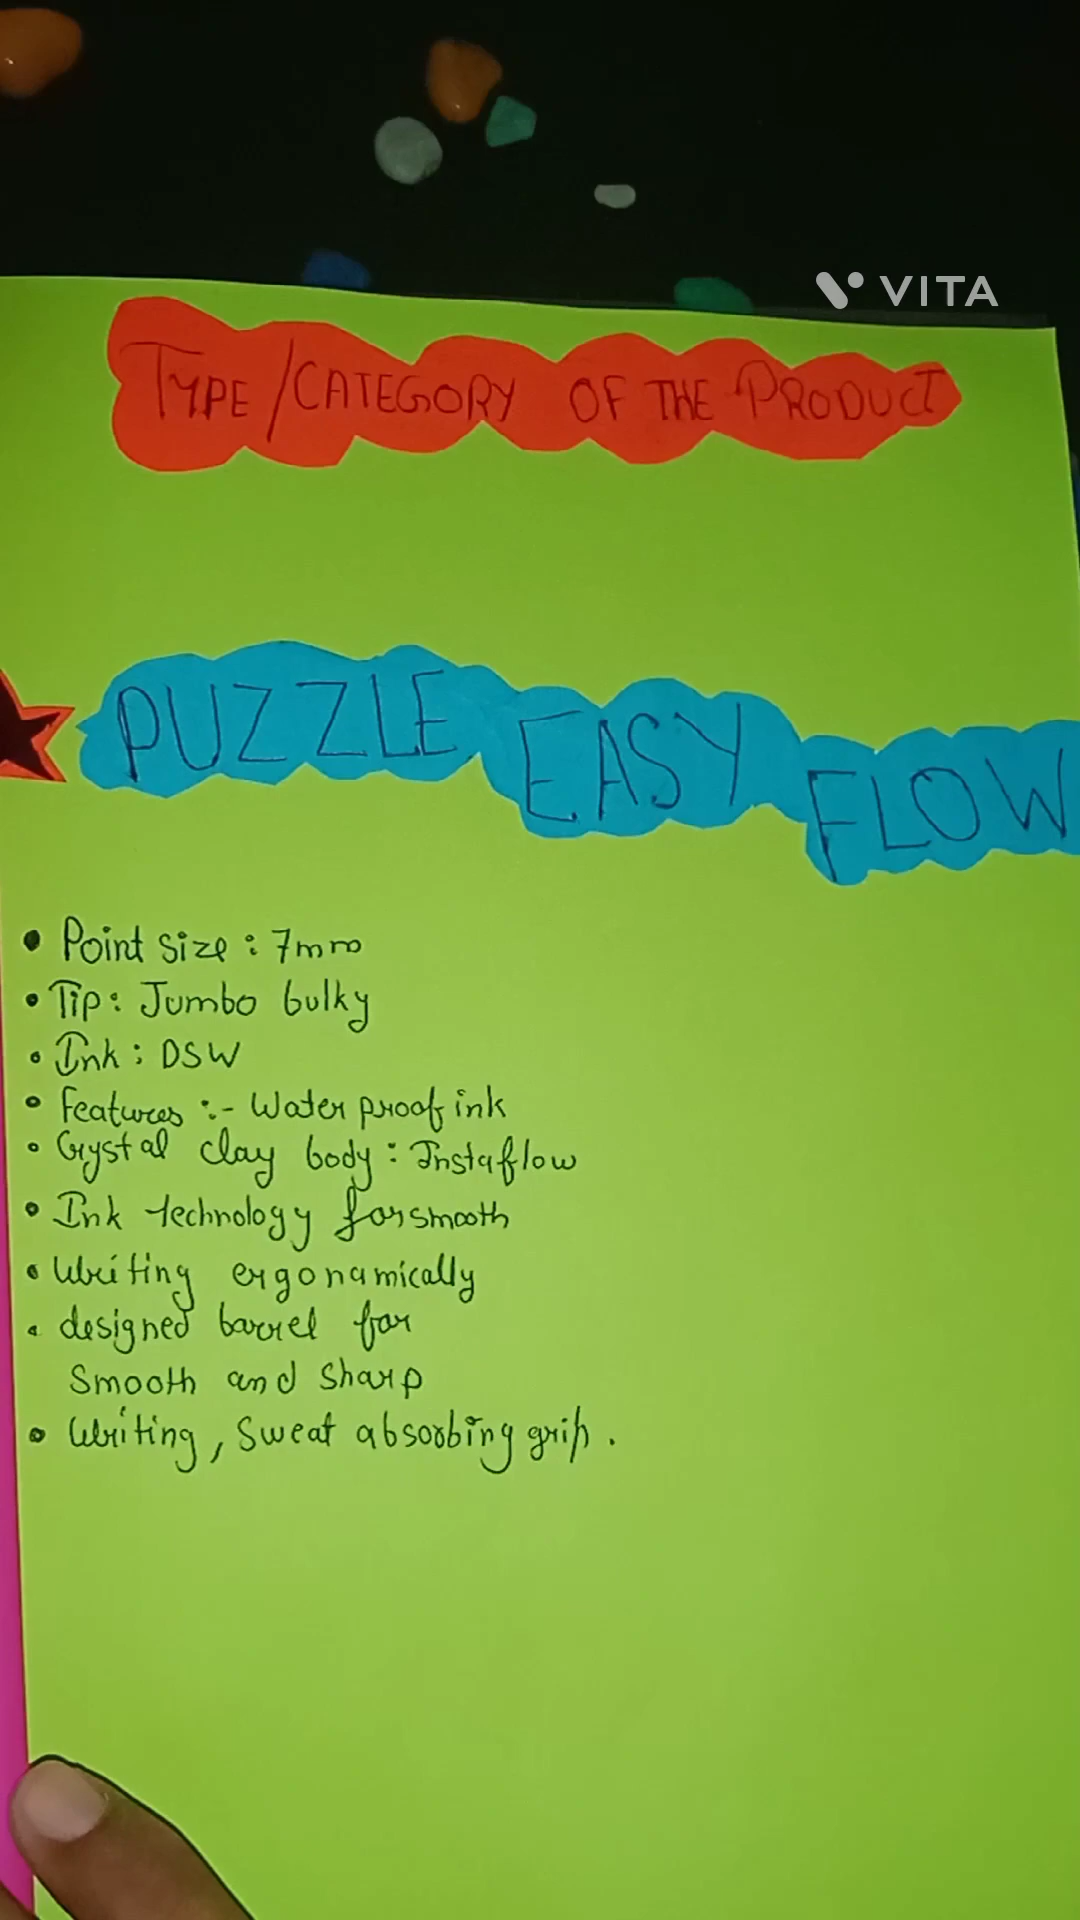 VITA
TYPE/CATEGORY OF THE PRODUCT
PUZZLE EASY FLOW
• Point size : 7mm
• Tip : Jumbo bulky
• Ink : DSW
• Features :- Waterproof ink
• Crystal clay body : Instaflow
• Ink technology for smooth
• Writing ergonamically
• designed barrel for
smooth and sharp
• Writing, sweat absorbing grip.